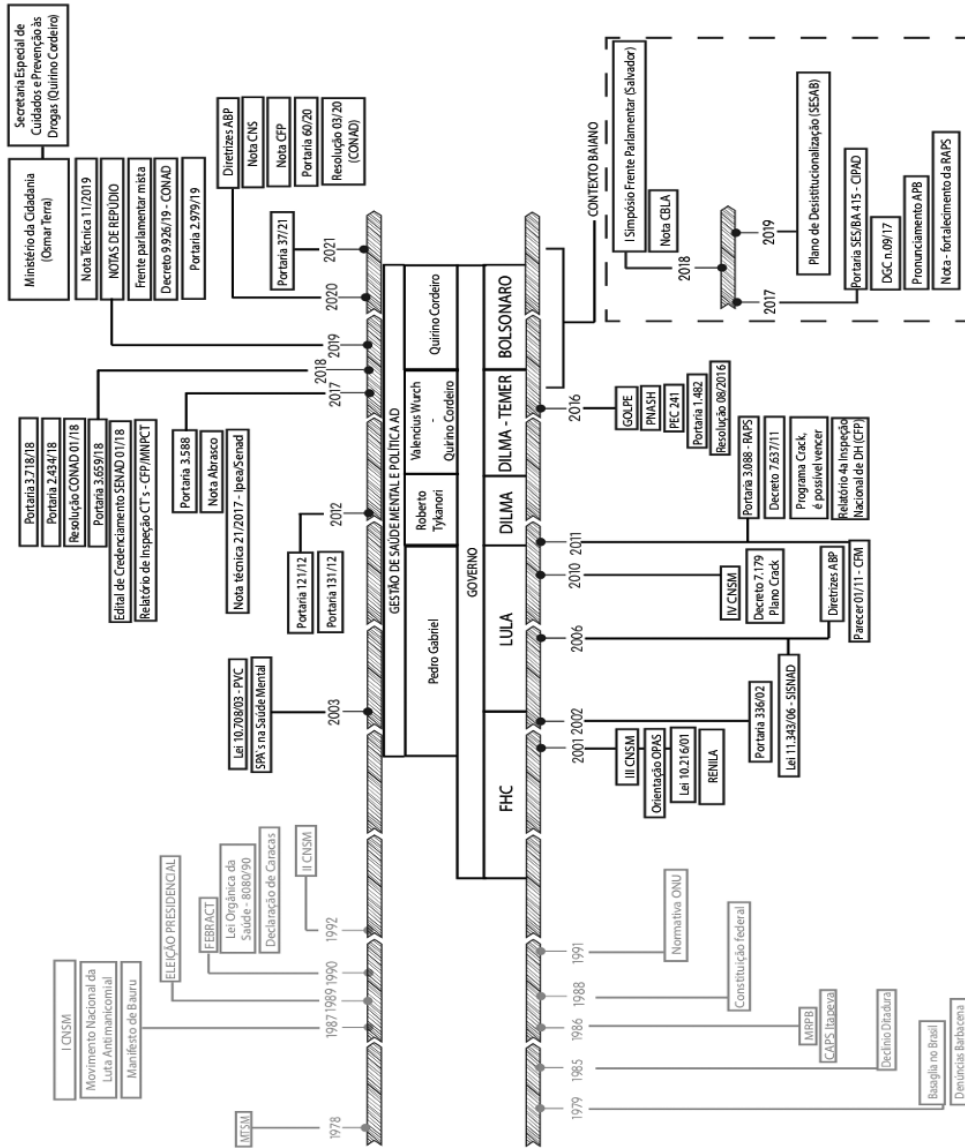 I CNSM
Movimento Nacional da
Luta Antimanicomial
Manifesto de Bauru
MTSM
ELEIÇÃO PRESIDENCIAL
FEBRACT
Lei Orgânica da
Saúde - 8080/90
Declaração de Caracas
II CNSM
Lei 10.708/03 - PVC
SPA`s na Saúde Mental
Portaria 121/12
Portaria 131/12
Portaria 3.588
Nota Abrasco
Nota técnica 21/2017 - Ipea/Senad
Portaria 3.718/18
Portaria 2.434/18
Resolução CONAD 01/18
Portaria 3.659/18
Edital de Credenciamento SENAD 01/18
Relatório de Inspeção CT`s - CFP/MNPCT
Ministério da Cidadania
(Osmar Terra)
Secretaria Especial de
Cuidados e Prevenção às
Drogas (Quirino Cordeiro)
Nota Técnica 11/2019
NOTAS DE REPÚDIO
Frente parlamentar mista
Decreto 9.926/19 - CONAD
Portaria 2.979/19
Diretrizes ABP
Nota CNS
Nota CFP
Portaria 60/20
Resolução 03/20
(CONAD)
Portaria 37/21
1978
1987
1989
1990
1992
2003
2012
2017
2018
2019
2020
2021
GESTÃO DE SAÚDE MENTAL E POLÍTICA AD
Pedro Gabriel
Roberto
Tykanori
Valencius Wurch
-
Quirino Cordeiro
Quirino Cordeiro
GOVERNO
FHC
LULA
DILMA
DILMA - TEMER
BOLSONARO
1979
1985
1986
1988
1991
2001
2002
2006
2010
2011
2016
Basaglia no Brasil
Denúncias Barbacena
Declínio Ditadura
MRPB
CAPS Itapeva
Constituição federal
Normativa ONU
III CNSM
Orientação OPAS
Lei 10.216/01
RENILA
Portaria 336/02
Lei 11.343/06 - SISNAD
IV CNSM
Decreto 7.179
Plano Crack
Diretrizes ABP
Parecer 01/11 - CFM
Portaria 3.088 - RAPS
Decreto 7.637/11
Programa Crack,
é possível vencer
Relatório 4a Inspeção
Nacional de DH (CFP)
GOLPE
PNASH
PEC 241
Portaria 1.482
Resolução 08/2016
CONTEXTO BAIANO
I Simpósio Frente Parlamentar (Salvador)
Nota CBLA
2018
2017
2019
Plano de Destitucionalização (SESAB)
Portaria SES/BA 415 - CIPAD
DGC n.09/17
Pronunciamento APB
Nota - fortalecimento da RAPS